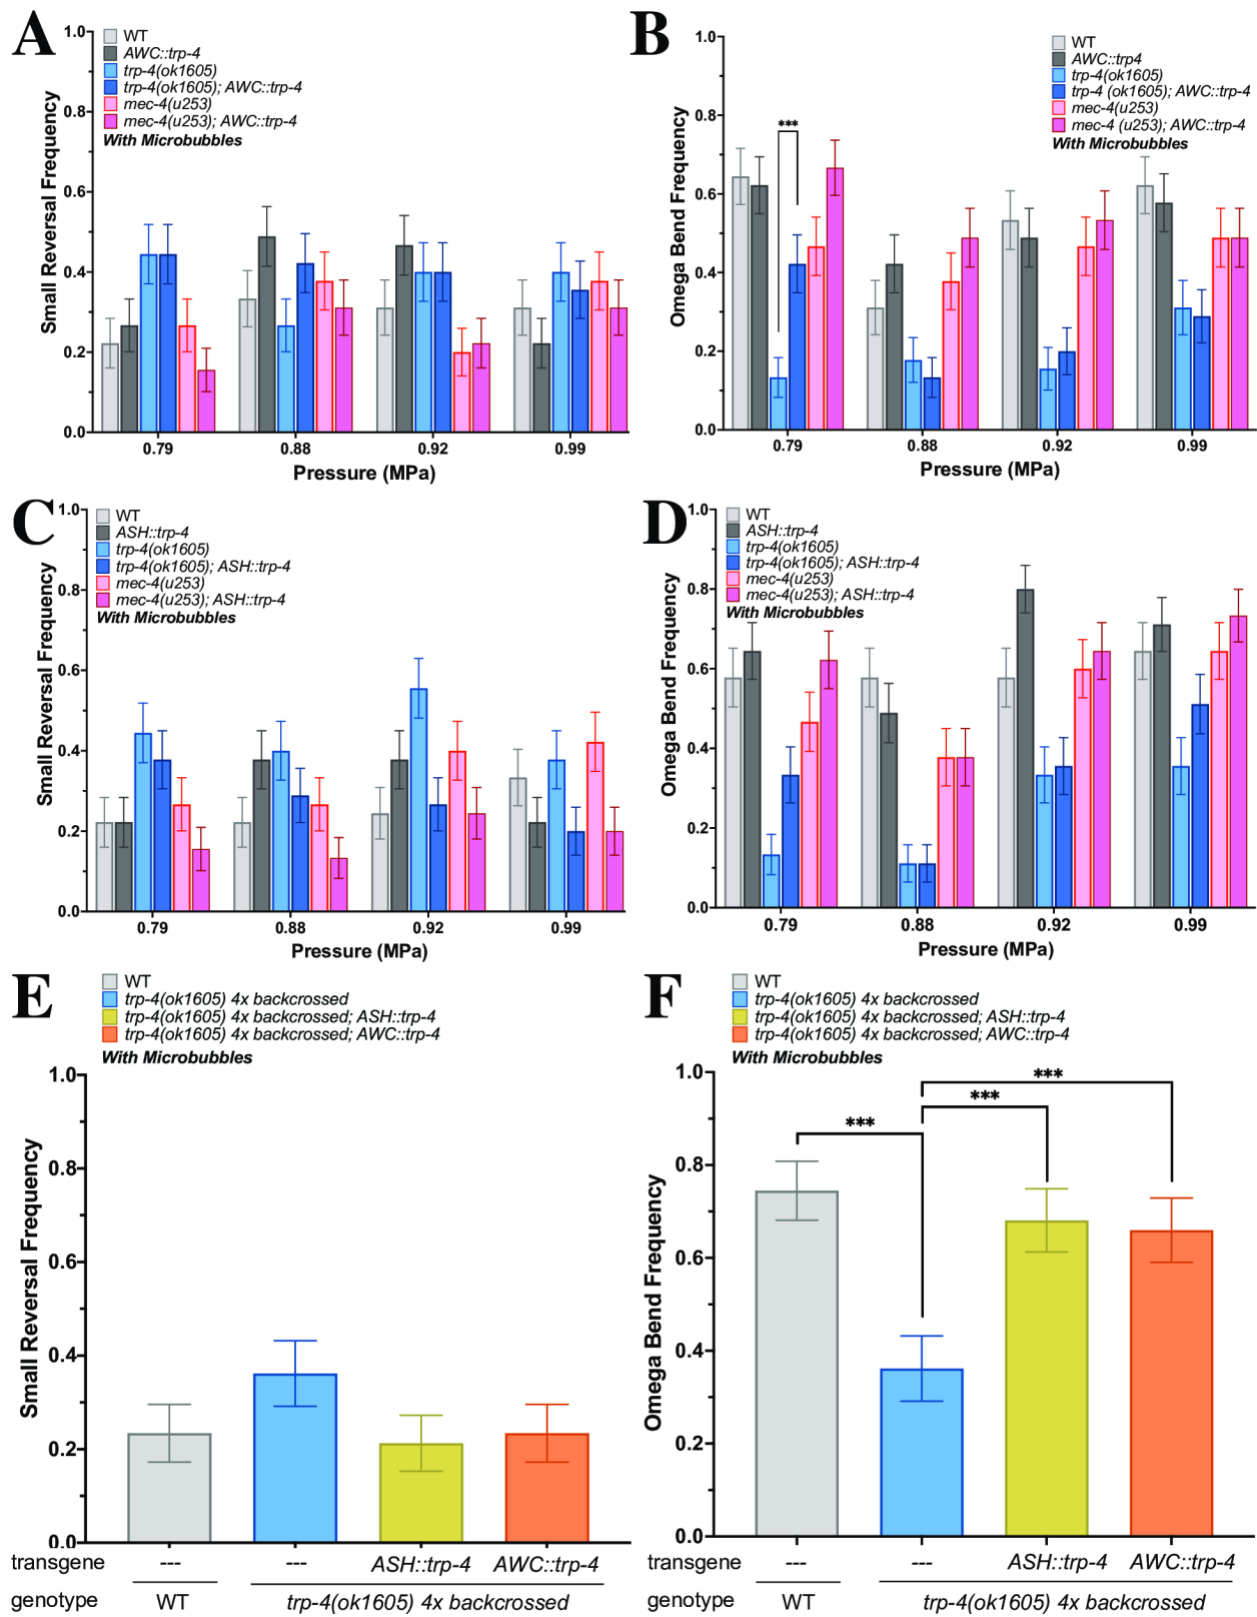 A
WT
AWC::trp-4
trp-4(ok1605)
trp-4(ok1605); AWC::trp-4
mec-4(u253)
mec-4(u253); AWC::trp-4
With Microbubbles
Small Reversal Frequency
1.0
0.8
0.6
0.4
0.2
0.0
0.79 0.88 0.92 0.99
Pressure (MPa)
B
WT
AWC::trp4
trp-4(ok1605)
trp-4 (ok1605); AWC::trp-4
mec-4(u253)
mec-4 (u253); AWC::trp-4
With Microbubbles
***
Omega Bend Frequency
1.0
0.8
0.6
0.4
0.2
0.0
0.79 0.88 0.92 0.99
Pressure (MPa)
C
WT
ASH::trp-4
trp-4(ok1605)
trp-4(ok1605); ASH::trp-4
mec-4(u253)
mec-4(u253); ASH::trp-4
With Microbubbles
Small Reversal Frequency
1.0
0.8
0.6
0.4
0.2
0.0
0.79 0.88 0.92 0.99
Pressure (MPa)
D
WT
ASH::trp-4
trp-4(ok1605)
trp-4(ok1605); ASH::trp-4
mec-4(u253)
mec-4(u253); ASH::trp-4
With Microbubbles
Omega Bend Frequency
1.0
0.8
0.6
0.4
0.2
0.0
0.79 0.88 0.92 0.99
Pressure (MPa)
E
WT
trp-4(ok1605) 4x backcrossed
trp-4(ok1605) 4x backcrossed; ASH::trp-4
trp-4(ok1605) 4x backcrossed; AWC::trp-4
With Microbubbles
Small Reversal Frequency
1.0
0.8
0.6
0.4
0.2
0.0
transgene --- --- ASH::trp-4 AWC::trp-4
genotype WT trp-4(ok1605) 4x backcrossed
F
WT
trp-4(ok1605) 4x backcrossed
trp-4(ok1605) 4x backcrossed; ASH::trp-4
trp-4(ok1605) 4x backcrossed; AWC::trp-4
With Microbubbles
***
***
***
Omega Bend Frequency
1.0
0.8
0.6
0.4
0.2
0.0
transgene --- --- ASH::trp-4 AWC::trp-4
genotype WT trp-4(ok1605) 4x backcrossed